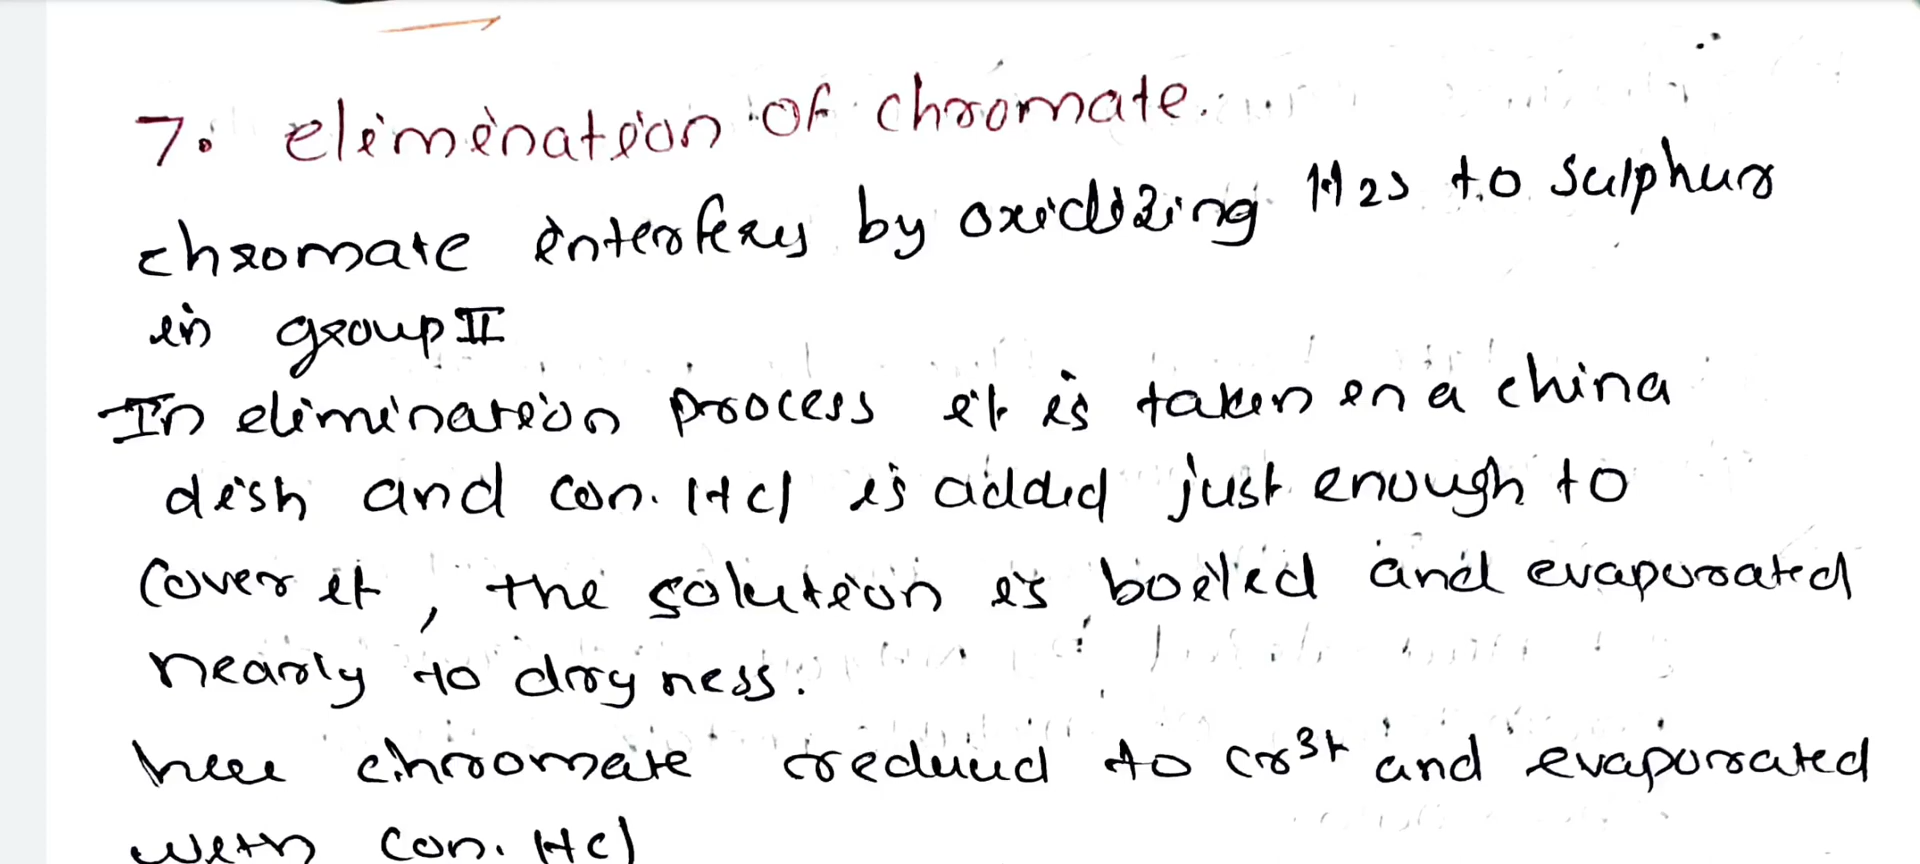 7. elimination of chromate.
chromate interferes by oxidizing H2S to sulphur
in group II
In elimination process it is taken in a china
dish and con. HCl is added just enough to
cover it, the solution is boiled and evaporated
nearly to dryness.
here chromate reduced to Cr3+ and evaporated
with con. HCl